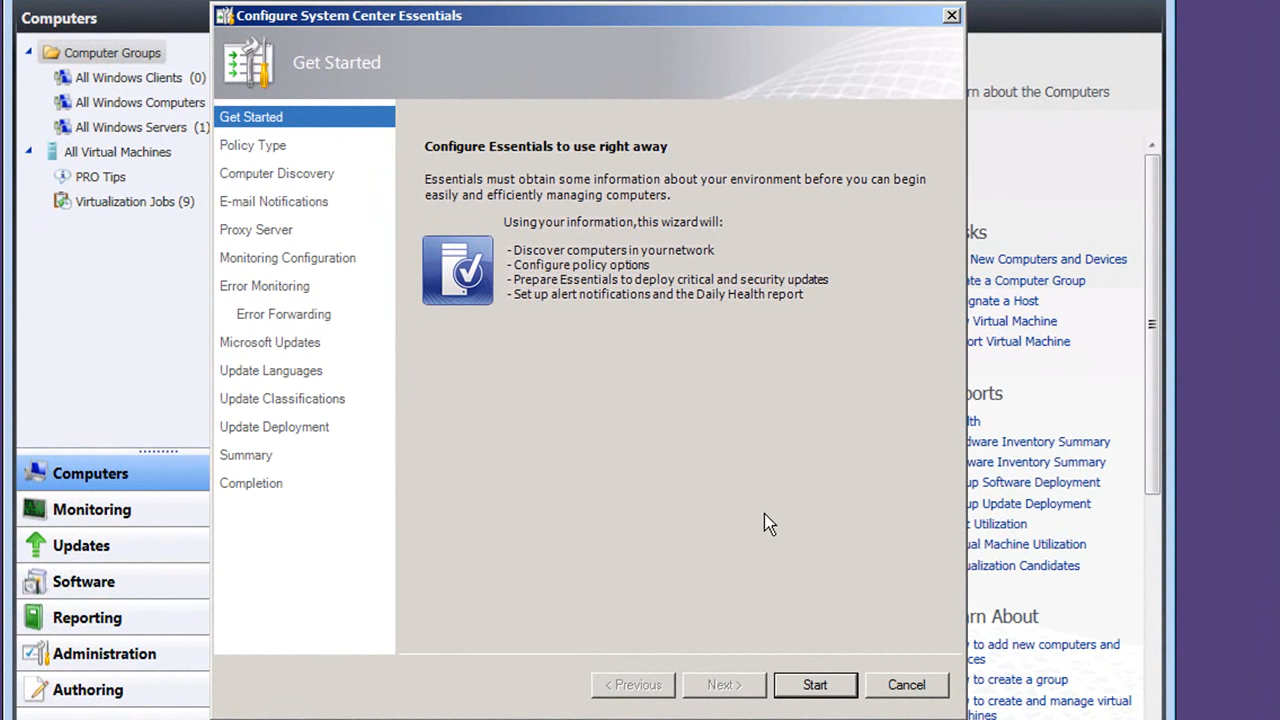 Computers
Computer Groups
All Windows Clients (0)
All Windows Computers
All Windows Servers (1)
All Virtual Machines
PRO Tips
Virtualization Jobs (9)
Computers
Monitoring
Updates
Software
Reporting
Administration
Authoring
Configure System Center Essentials
Get Started
Get Started
Policy Type
Computer Discovery
E-mail Notifications
Proxy Server
Monitoring Configuration
Error Monitoring
Error Forwarding
Microsoft Updates
Update Languages
Update Classifications
Update Deployment
Summary
Completion
Configure Essentials to use right away
Essentials must obtain some information about your environment before you can begin
easily and efficiently managing computers.
Using your information, this wizard will:
- Discover computers in your network
- Configure policy options
- Prepare Essentials to deploy critical and security updates
- Set up alert notifications and the Daily Health report
< Previous
Next >
Start
Cancel
rn about the Computers
sks
New Computers and Devices
ate a Computer Group
gnate a Host
Virtual Machine
ort Virtual Machine
ports
lth
dware Inventory Summary
ware Inventory Summary
up Software Deployment
up Update Deployment
t Utilization
ual Machine Utilization
ualization Candidates
rn About
to add new computers and
ces
to create a group
to create and manage virtual
hines